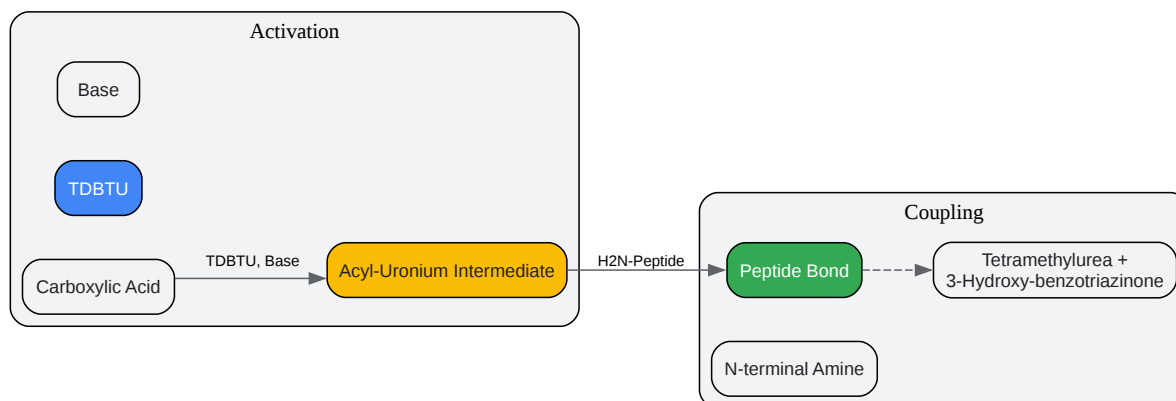 Activation
Base
TDBTU
Carboxylic Acid
TDBTU, Base
Acyl-Uronium Intermediate
H2N-Peptide
Coupling
Peptide Bond
Tetramethylurea +
3-Hydroxy-benzotriazinone
N-terminal Amine